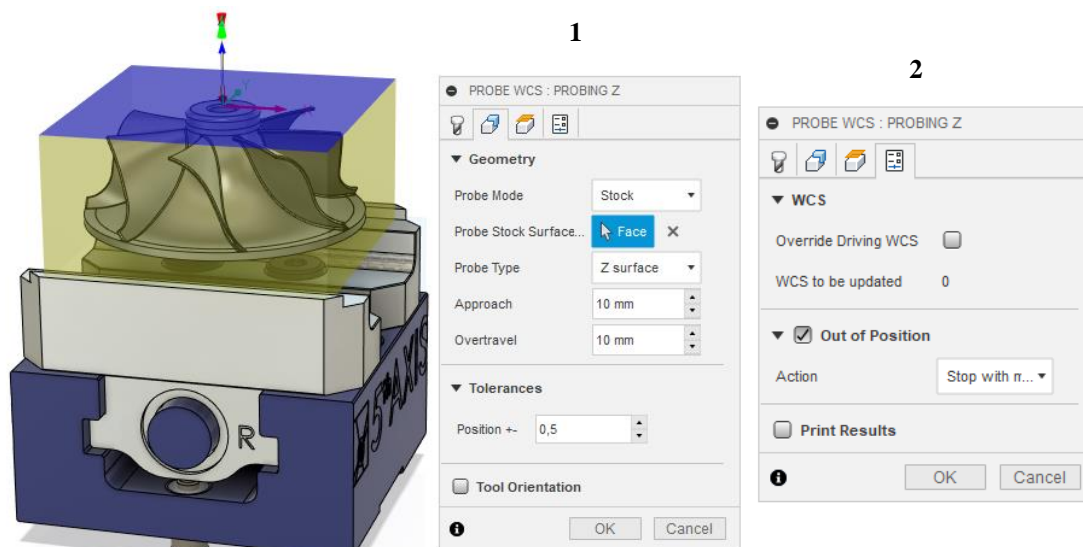 1
PROBE WCS : PROBING Z
Geometry
Probe Mode Stock
Probe Stock Surface... Face
Probe Type Z surface
Approach 10 mm
Overtravel 10 mm
Tolerances
Position +- 0,5
Tool Orientation
OK Cancel
2
PROBE WCS : PROBING Z
WCS
Override Driving WCS
WCS to be updated 0
Out of Position
Action Stop with m...
Print Results
OK Cancel
X
Y
R
5th AXIS